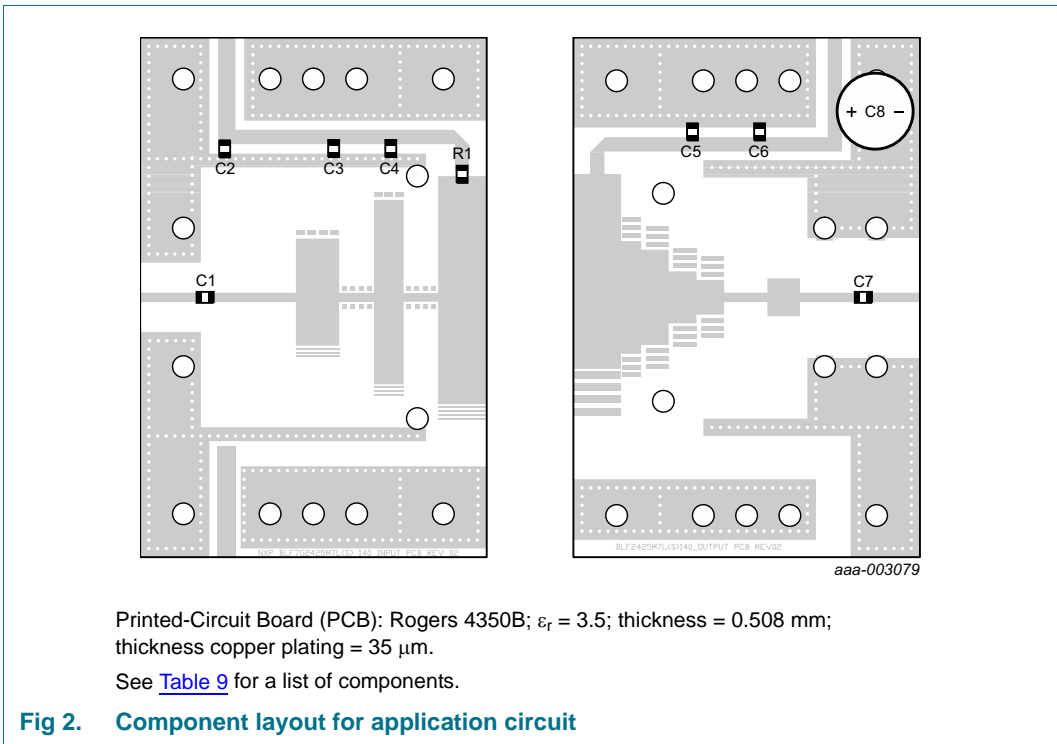 R1
C2
C3
C4
C1
C5
C6
+ C8 −
C7
NXP BLF7G2425M7L(S) 140 INPUT PCB REV 02
BLF2425M7L(S)140_OUTPUT PCB REV02
aaa-003079
Printed-Circuit Board (PCB): Rogers 4350B; εr = 3.5; thickness = 0.508 mm;
thickness copper plating = 35 μm.
See Table 9 for a list of components.
Fig 2. Component layout for application circuit